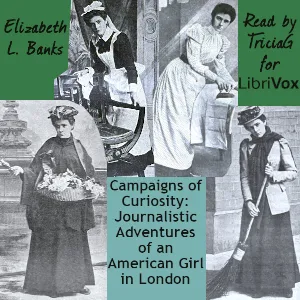 Elizabeth
L. Banks
Read by
TriciaG
for
LibriVox
Campaigns of
Curiosity:
Journalistic
Adventures
of an
American Girl
in London